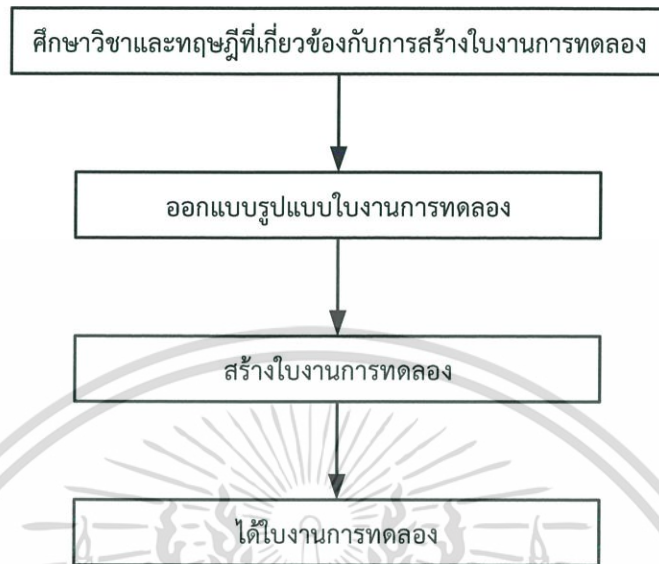 ศึกษาวิชาและทฤษฎีที่เกี่ยวข้องกับการสร้างใบงานการทดลอง
ออกแบบรูปแบบใบงานการทดลอง
สร้างใบงานการทดลอง
ได้ใบงานการทดลอง